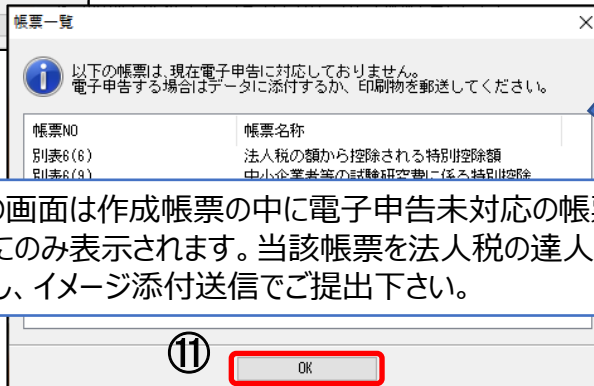 帳票一覧
以下の帳票は、現在電子申告に対応しておりません。
電子申告する場合はデータに添付するか、印刷物を郵送してください。
帳票NO 帳票名称
別表6(6) 法人税の額から控除される特別控除額
別表6(9) 中小企業者等の試験研究費に係る特別控除
の画面は作成帳票の中に電子申告未対応の帳
にのみ表示されます。当該帳票を法人税の達人
し、イメージ添付送信でご提出下さい。
⑪
OK